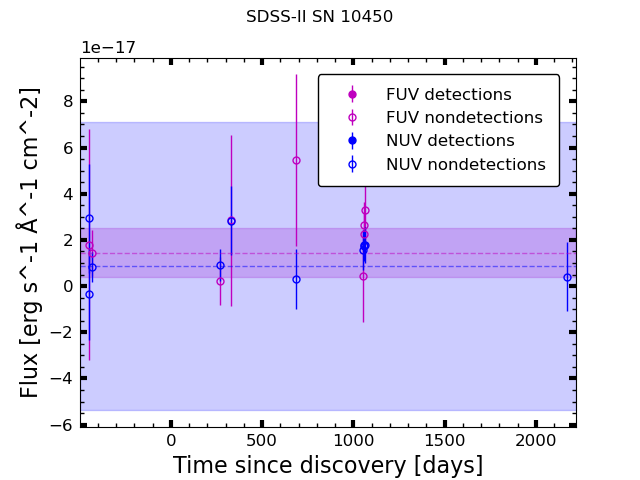 SDSS-II SN 10450
1e−17
FUV detections
FUV nondetections
NUV detections
NUV nondetections
8
6
4
2
0
−2
−4
−6
Flux [erg s^-1 Å^-1 cm^-2]
0 500 1000 1500 2000
Time since discovery [days]